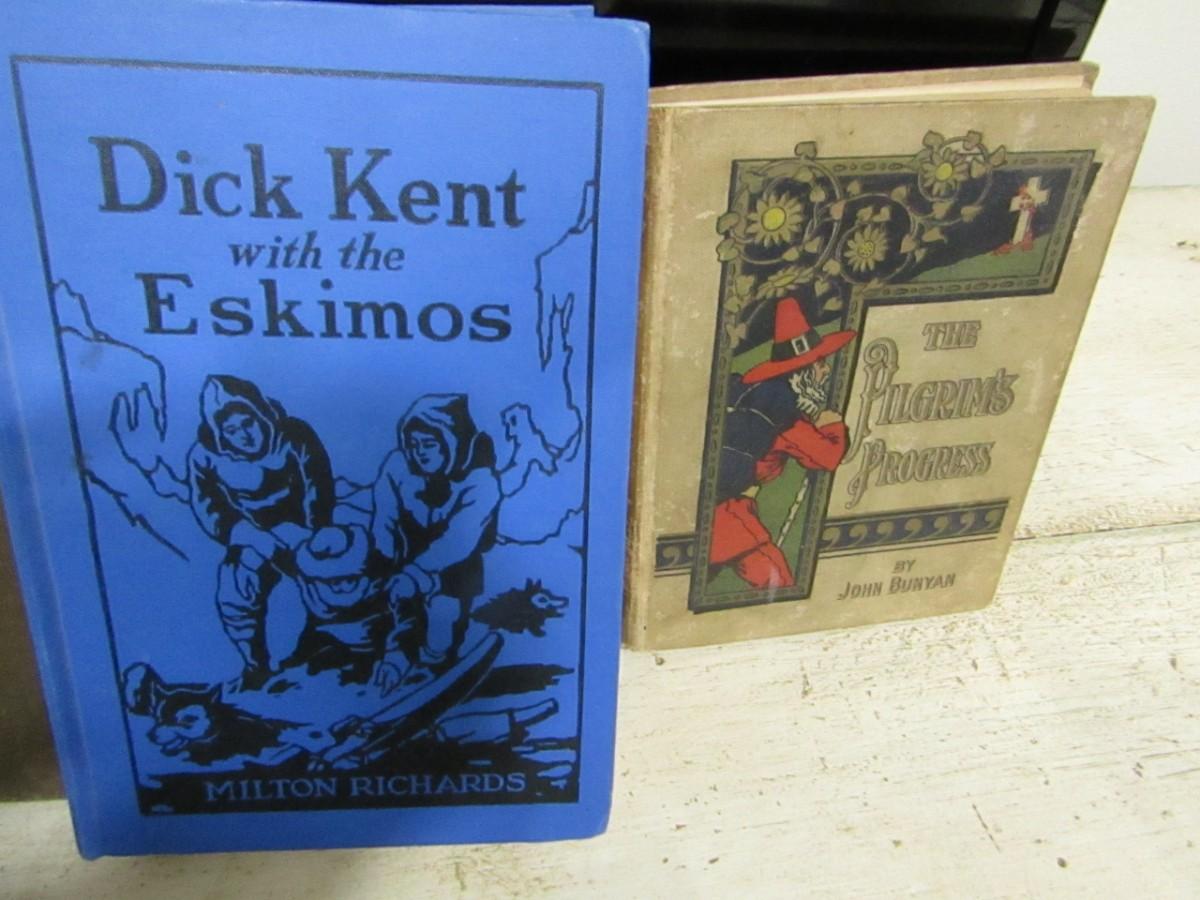 Dick Kent
with the
Eskimos
MILTON RICHARDS
THE
PILGRIM'S
PROGRESS
BY
JOHN BUNYAN